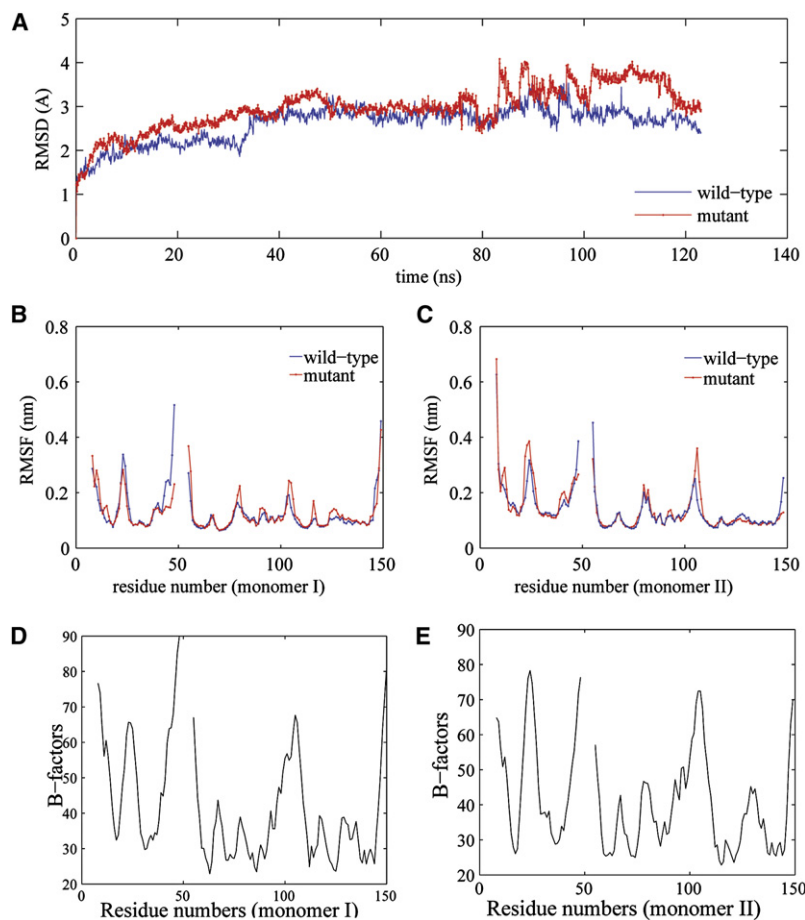 A
5
4
3
2
1
0
RMSD (A)
wild-type
mutant
0 20 40 60 80 100 120 140
time (ns)
B
0.8
0.6
0.4
0.2
0
RMSF (nm)
wild-type
mutant
0 50 100 150
residue number (monomer I)
C
0.8
0.6
0.4
0.2
0
RMSF (nm)
wild-type
mutant
0 50 100 150
residue number (monomer II)
D
90
80
70
60
50
40
30
20
B-factors
0 50 100 150
Residue numbers (monomer I)
E
90
80
70
60
50
40
30
20
B-factors
0 50 100 150
Residue numbers (monomer II)